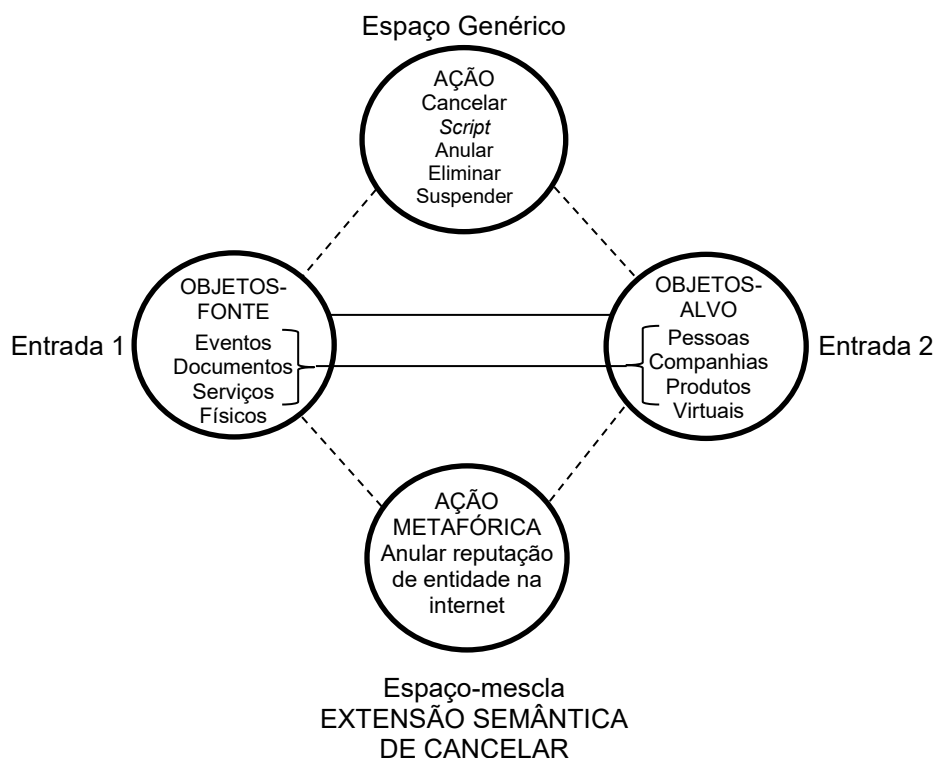 Espaço Genérico
AÇÃO
Cancelar
Script
Anular
Eliminar
Suspender
Entrada 1
OBJETOS-
FONTE
Eventos
Documentos
Serviços
Físicos
OBJETOS-
ALVO
Pessoas
Companhias
Produtos
Virtuais
Entrada 2
AÇÃO
METAFÓRICA
Anular reputação
de entidade na
internet
Espaço-mescla
EXTENSÃO SEMÂNTICA
DE CANCELAR